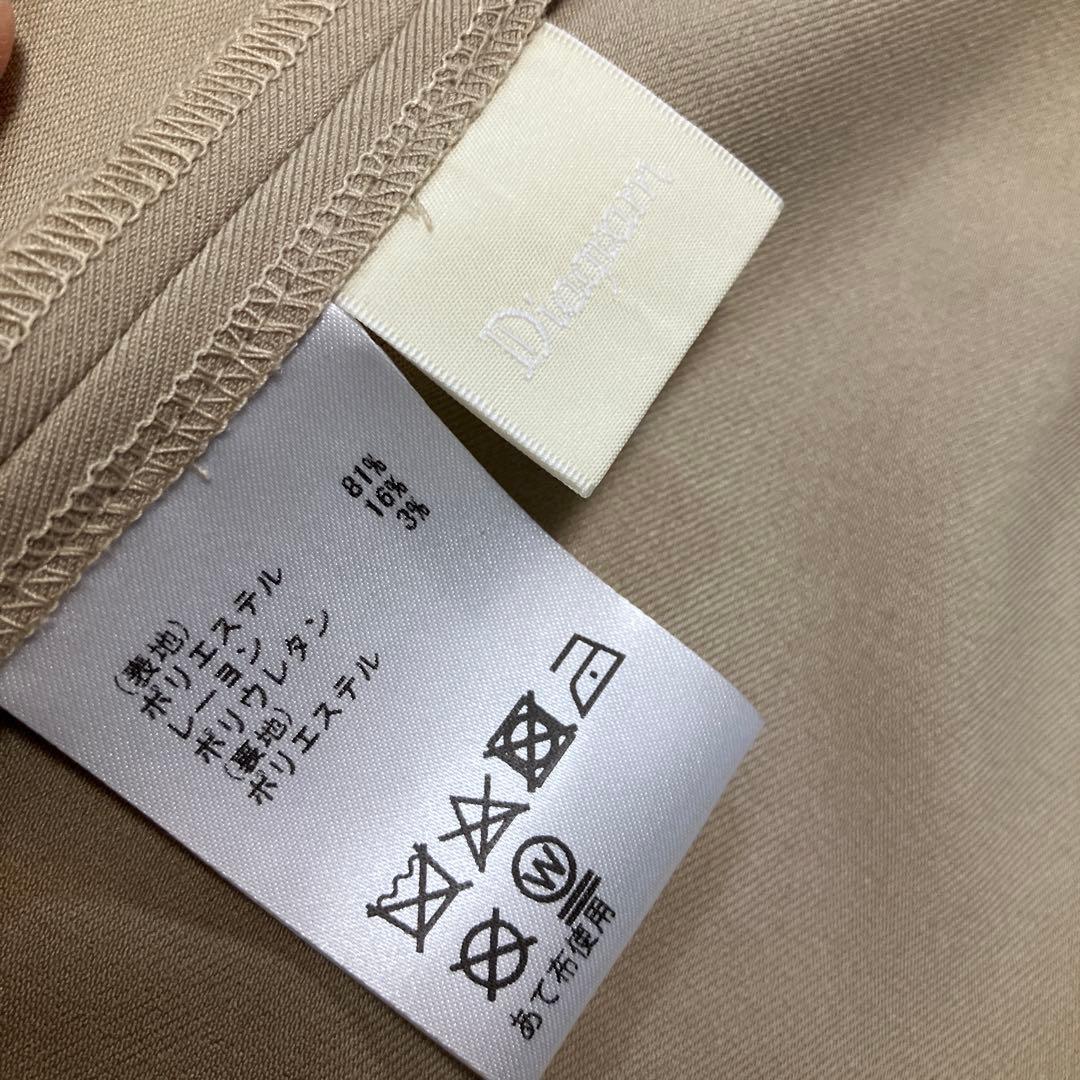 Diagram
(表地)
ポリエステル 81%
レーヨン 16%
ポリウレタン 3%
(裏地)
ポリエステル
W
あて布使用